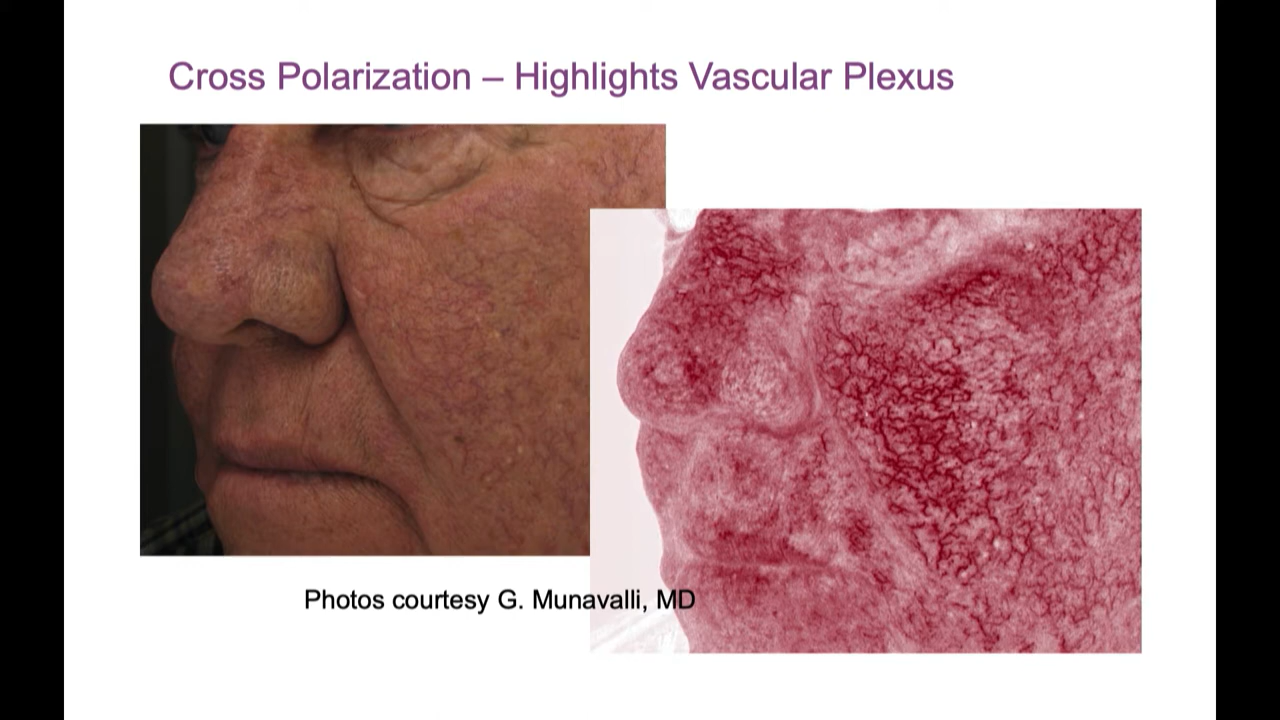 Cross Polarization – Highlights Vascular Plexus
Photos courtesy G. Munavalli, MD